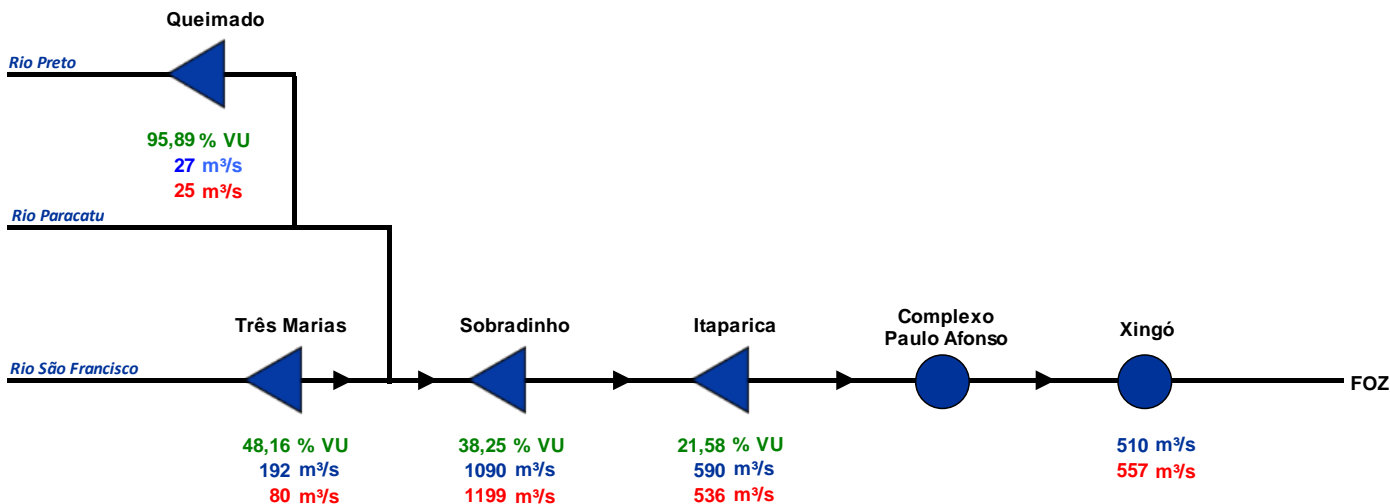 Queimado
Rio Preto
95,89 % VU
27 m³/s
25 m³/s
Rio Paracatu
Três Marias
Sobradinho
Itaparica
Complexo
Paulo Afonso
Xingó
Rio São Francisco
FOZ
48,16 % VU
192 m³/s
80 m³/s
38,25 % VU
1090 m³/s
1199 m³/s
21,58 % VU
590 m³/s
536 m³/s
510 m³/s
557 m³/s